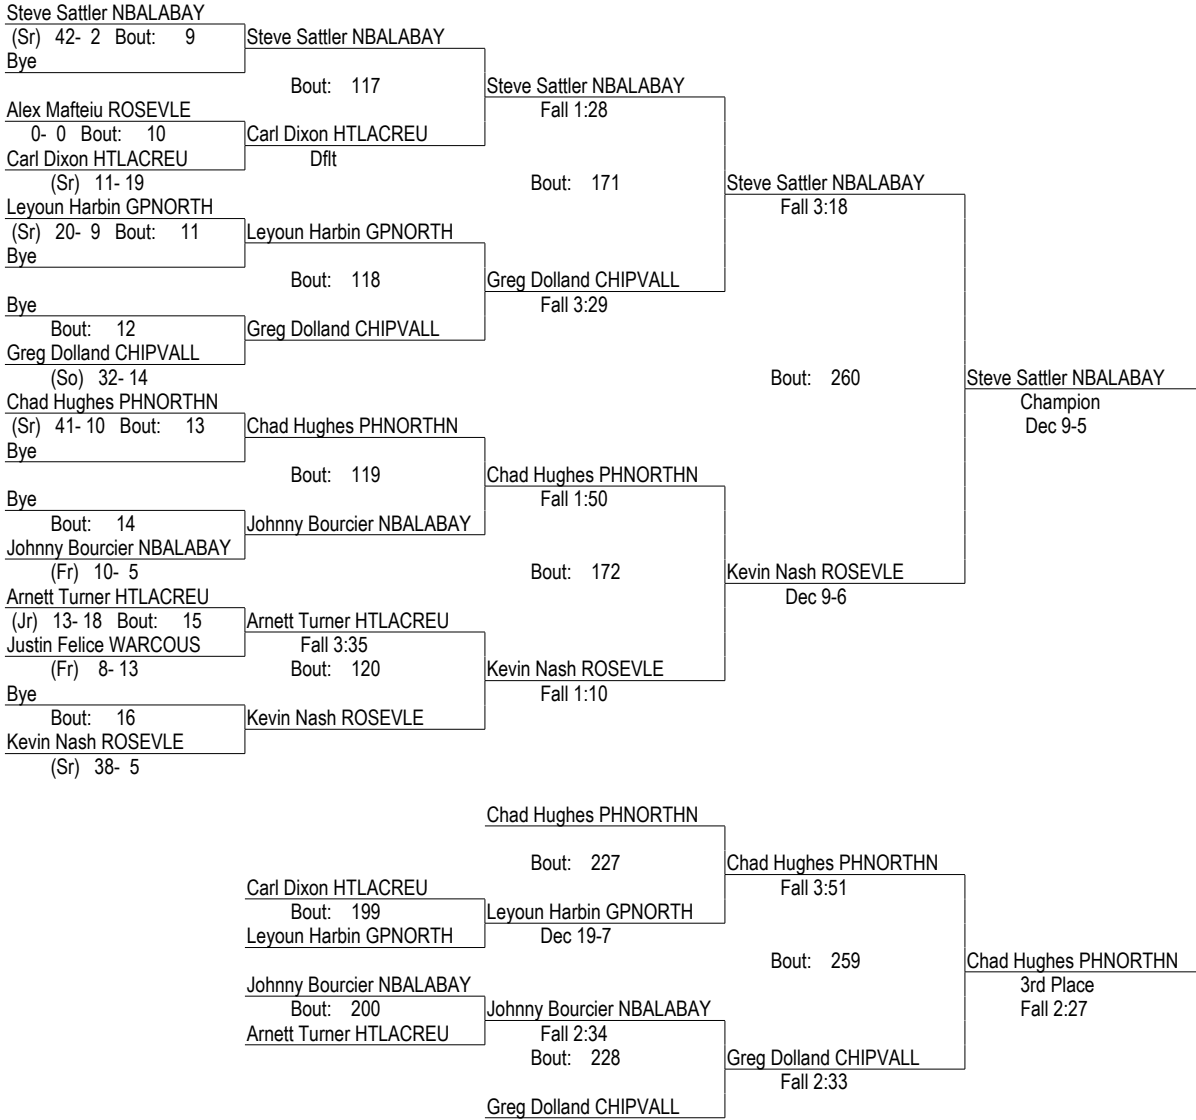 Steve Sattler NBALABAY
(Sr) 42- 2 Bout: 9
Bye
Steve Sattler NBALABAY
Bout: 117
Alex Mafteiu ROSEVLE
0- 0 Bout: 10
Carl Dixon HTLACREU
(Sr) 11- 19
Carl Dixon HTLACREU
Dflt
Steve Sattler NBALABAY
Fall 1:28
Bout: 171
Leyoun Harbin GPNORTH
(Sr) 20- 9 Bout: 11
Bye
Leyoun Harbin GPNORTH
Bout: 118
Bye
Bout: 12
Greg Dolland CHIPVALL
(So) 32- 14
Greg Dolland CHIPVALL
Greg Dolland CHIPVALL
Fall 3:29
Steve Sattler NBALABAY
Fall 3:18
Bout: 260
Chad Hughes PHNORTHN
(Sr) 41- 10 Bout: 13
Bye
Chad Hughes PHNORTHN
Bout: 119
Bye
Bout: 14
Johnny Bourcier NBALABAY
(Fr) 10- 5
Johnny Bourcier NBALABAY
Chad Hughes PHNORTHN
Fall 1:50
Bout: 172
Arnett Turner HTLACREU
(Jr) 13- 18 Bout: 15
Justin Felice WARCOUS
(Fr) 8- 13
Arnett Turner HTLACREU
Fall 3:35
Bout: 120
Bye
Bout: 16
Kevin Nash ROSEVLE
(Sr) 38- 5
Kevin Nash ROSEVLE
Kevin Nash ROSEVLE
Fall 1:10
Kevin Nash ROSEVLE
Dec 9-6
Steve Sattler NBALABAY
Champion
Dec 9-5
Chad Hughes PHNORTHN
Bout: 227
Carl Dixon HTLACREU
Bout: 199
Leyoun Harbin GPNORTH
Leyoun Harbin GPNORTH
Dec 19-7
Chad Hughes PHNORTHN
Fall 3:51
Bout: 259
Johnny Bourcier NBALABAY
Bout: 200
Arnett Turner HTLACREU
Johnny Bourcier NBALABAY
Fall 2:34
Bout: 228
Greg Dolland CHIPVALL
Greg Dolland CHIPVALL
Fall 2:33
Chad Hughes PHNORTHN
3rd Place
Fall 2:27